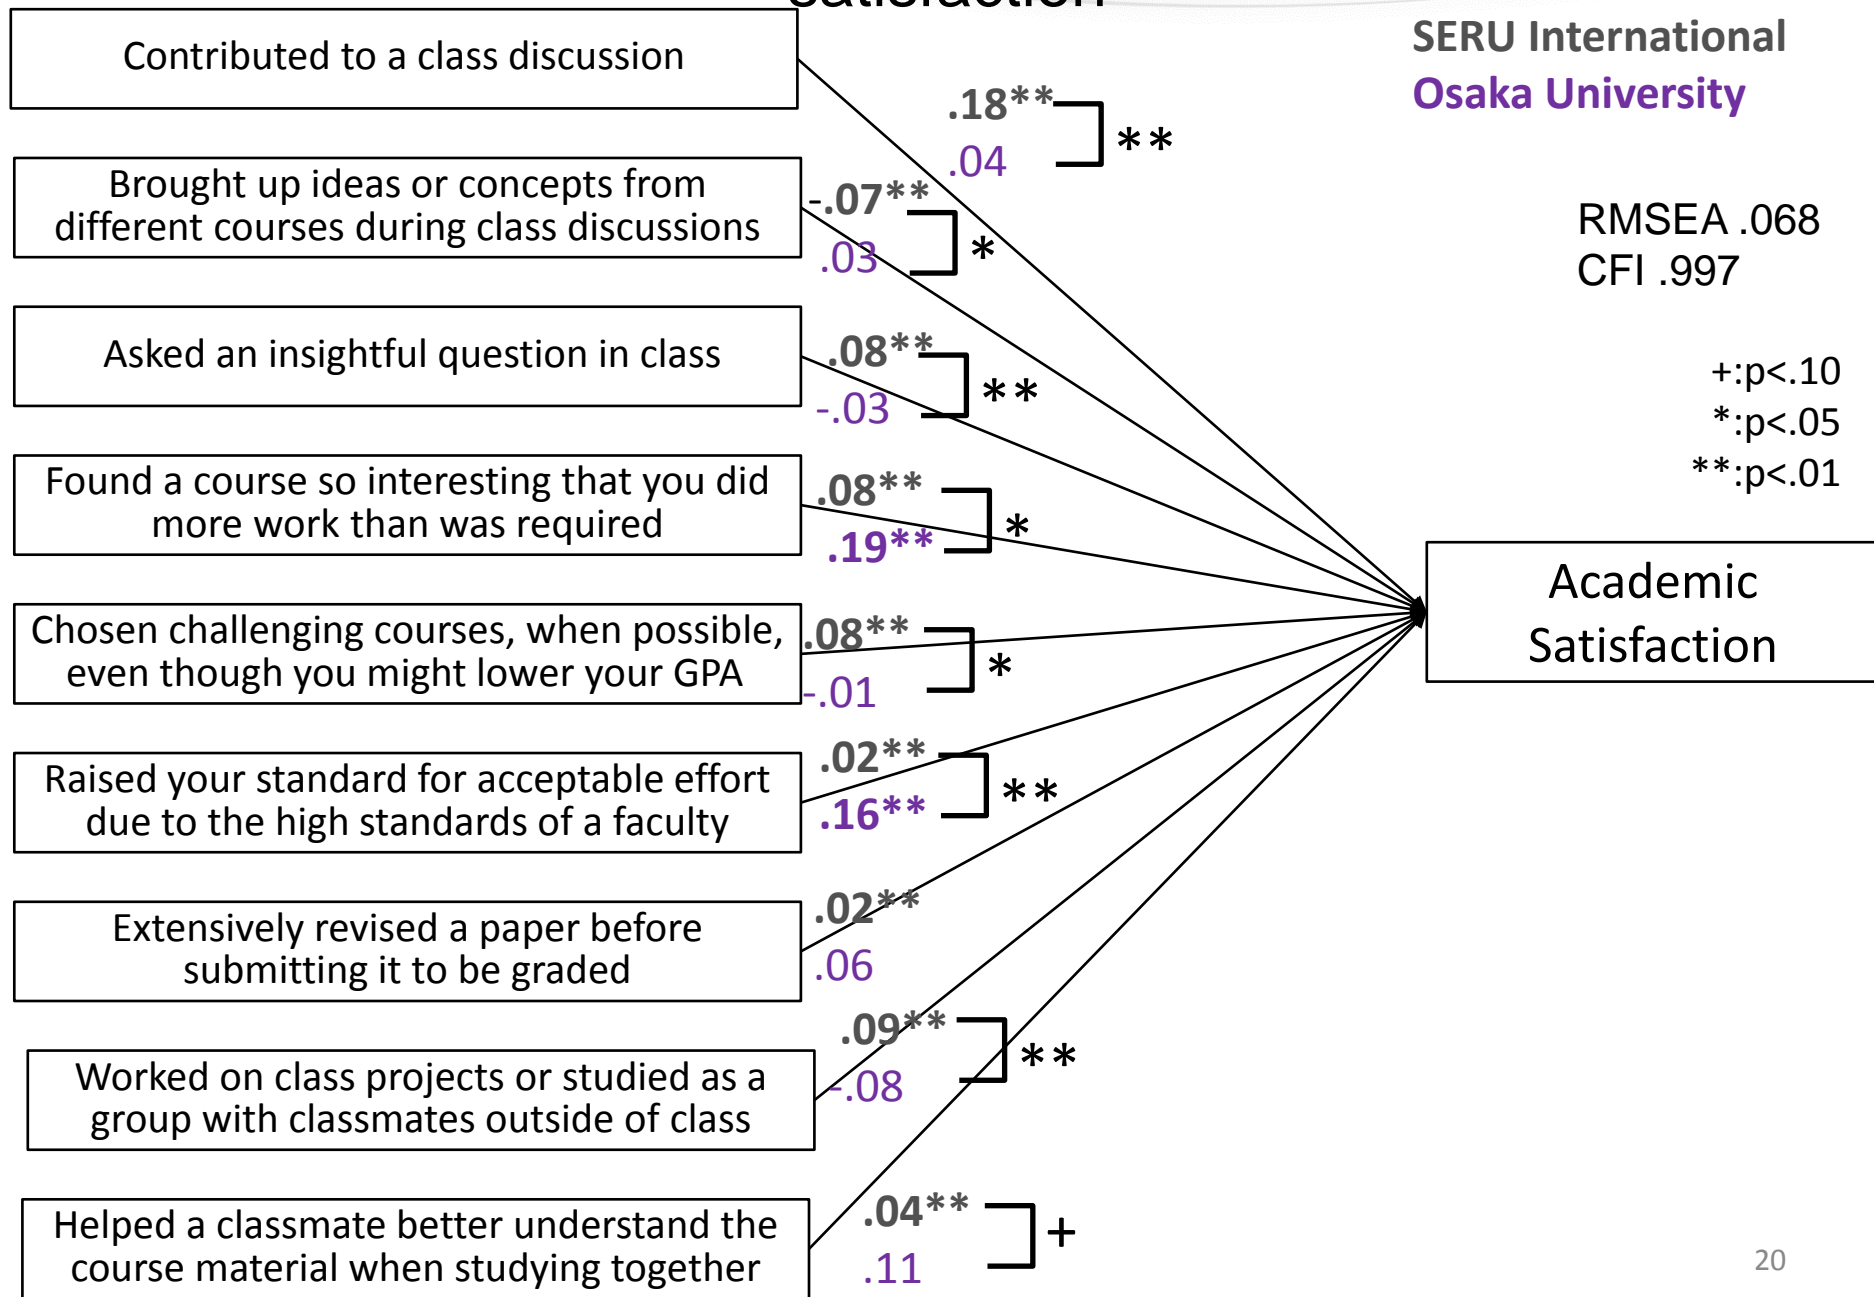 satisfaction
SERU International
Osaka University
Contributed to a class discussion
.18**
.04
**
Brought up ideas or concepts from
different courses during class discussions
-.07**
.03
*
RMSEA .068
CFI .997
Asked an insightful question in class
.08**
-.03
**
+:p<.10
*:p<.05
**:p<.01
Found a course so interesting that you did
more work than was required
.08**
.19**
*
Academic
Satisfaction
Chosen challenging courses, when possible,
even though you might lower your GPA
.08**
-.01
*
Raised your standard for acceptable effort
due to the high standards of a faculty
.02**
.16**
**
Extensively revised a paper before
submitting it to be graded
.02**
.06
Worked on class projects or studied as a
group with classmates outside of class
.09**
-.08
**
Helped a classmate better understand the
course material when studying together
.04**
.11
+
20